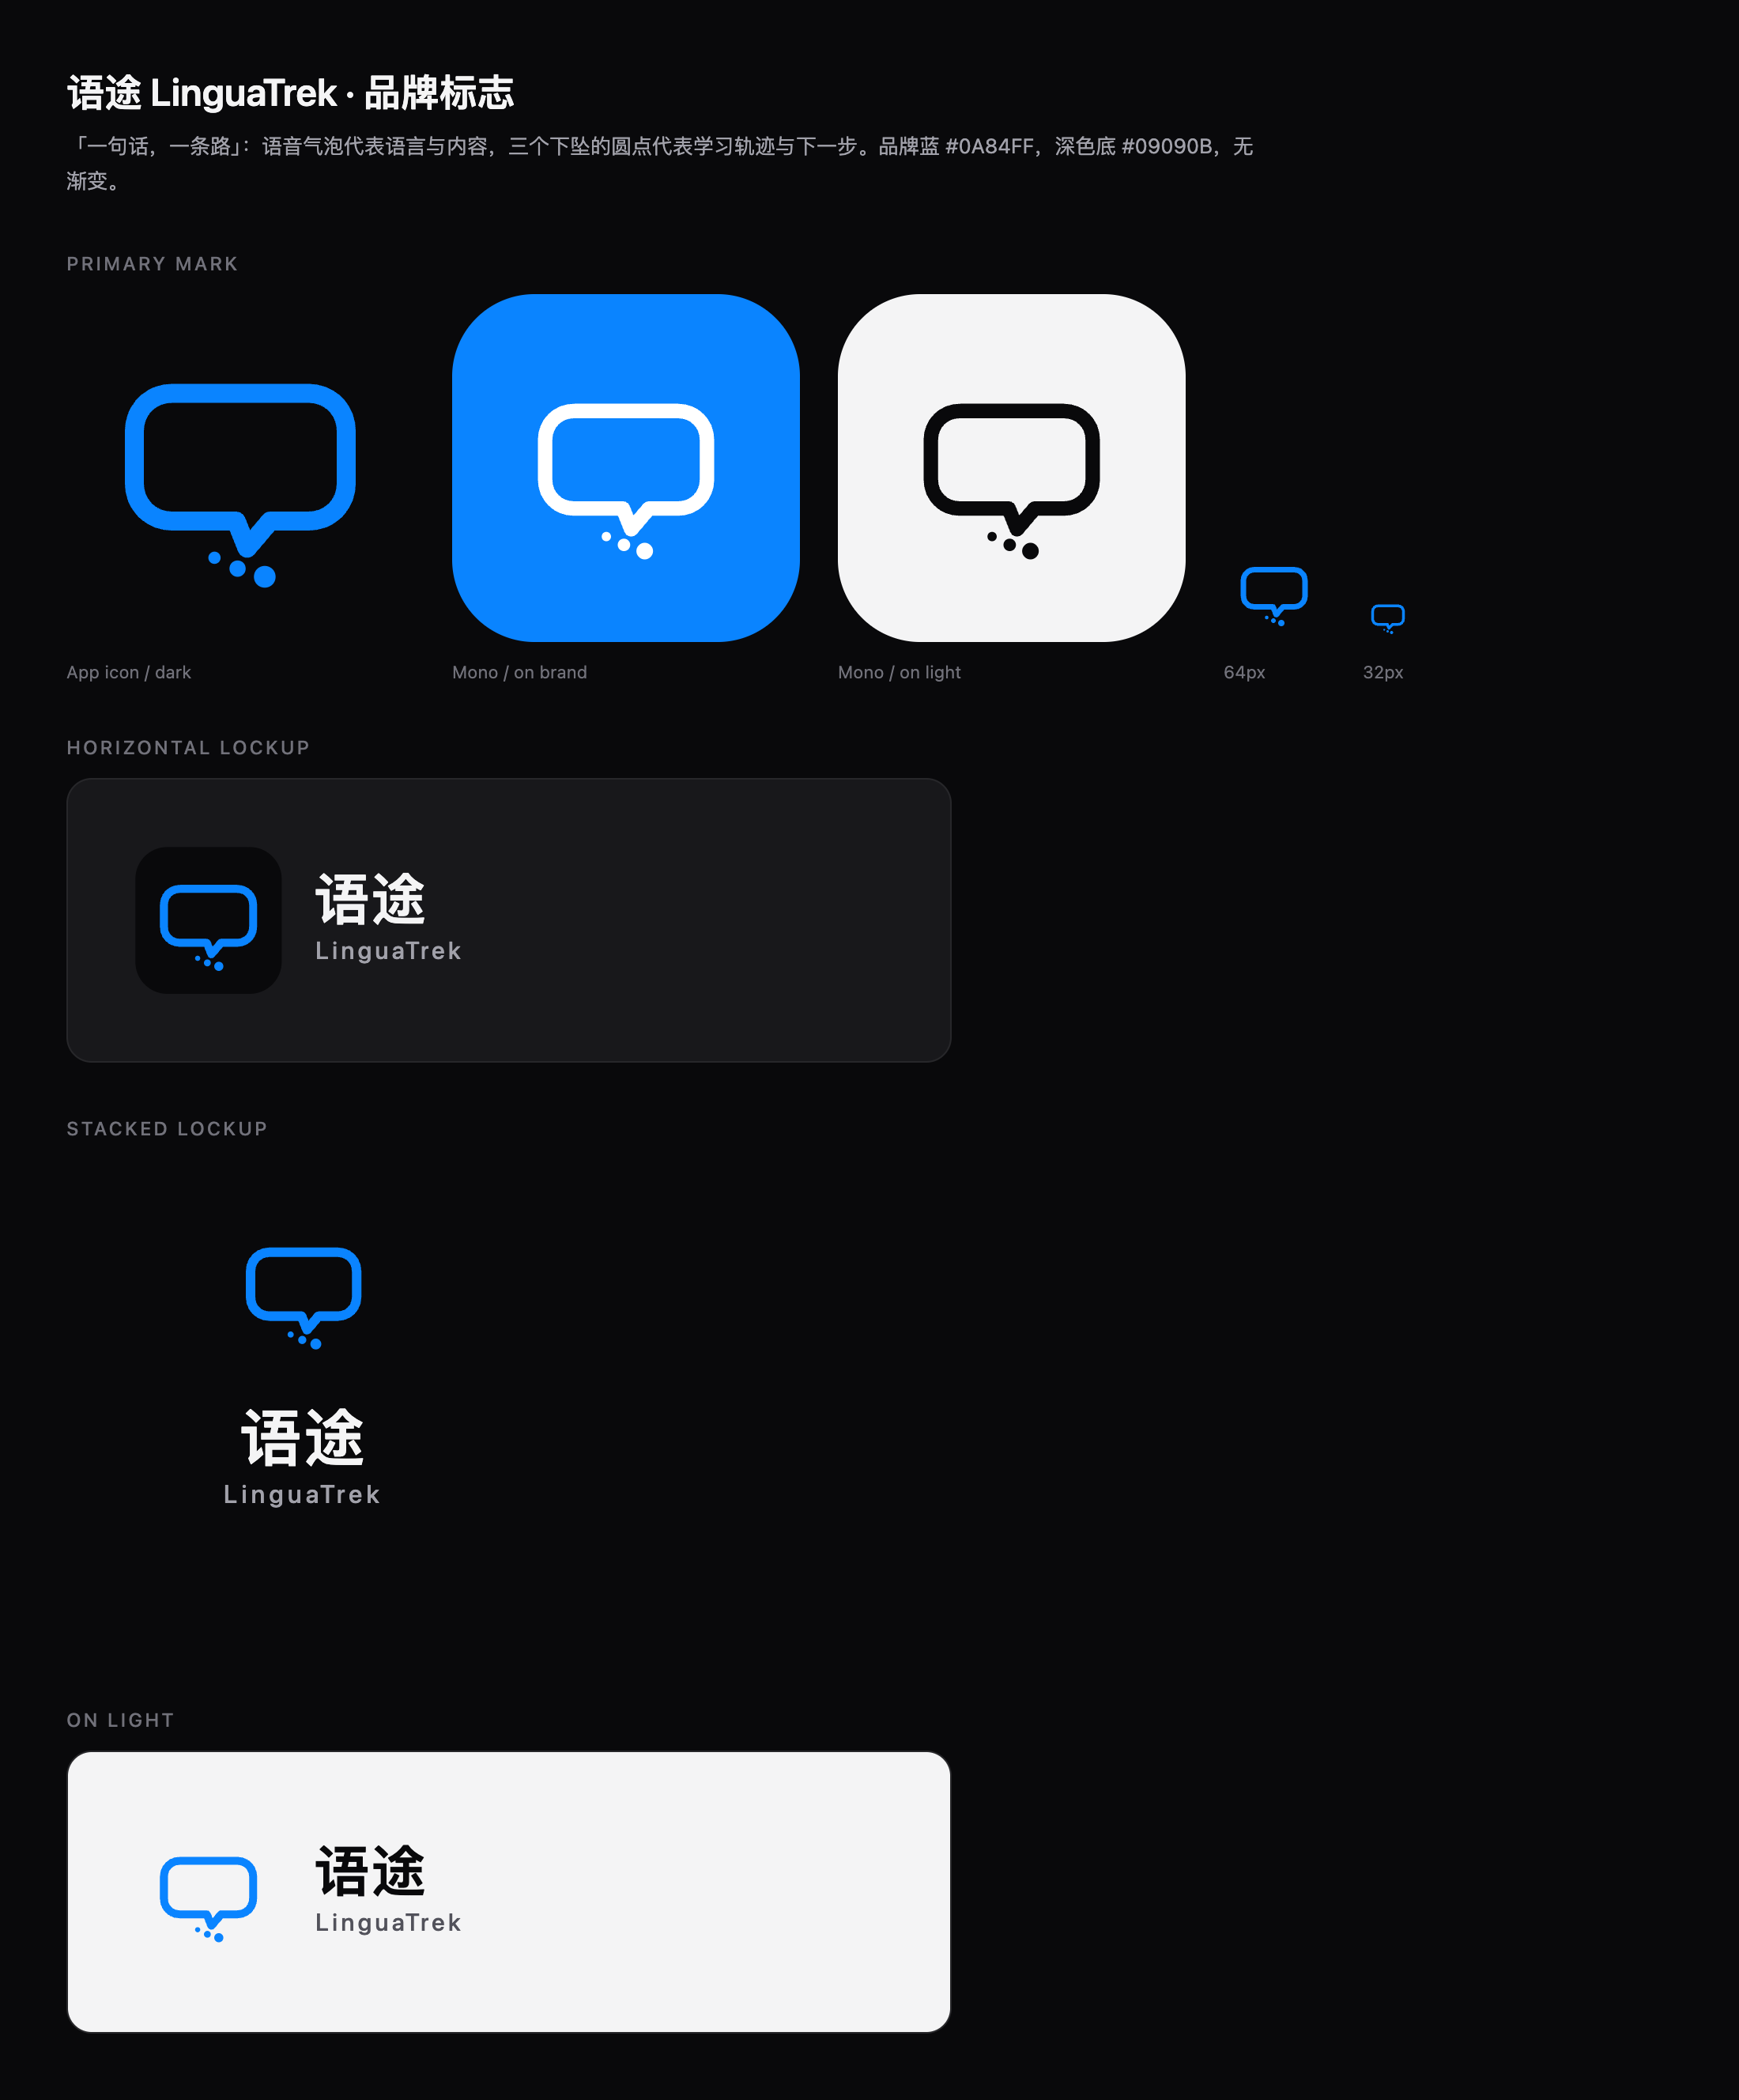 语途 LinguaTrek · 品牌标志
「一句话，一条路」：语音气泡代表语言与内容，三个下坠的圆点代表学习轨迹与下一步。品牌蓝 #0A84FF，深色底 #09090B，无
渐变。
PRIMARY MARK
App icon / dark
Mono / on brand
Mono / on light
64px
32px
HORIZONTAL LOCKUP
语途
LinguaTrek
STACKED LOCKUP
语途
LinguaTrek
ON LIGHT
语途
LinguaTrek